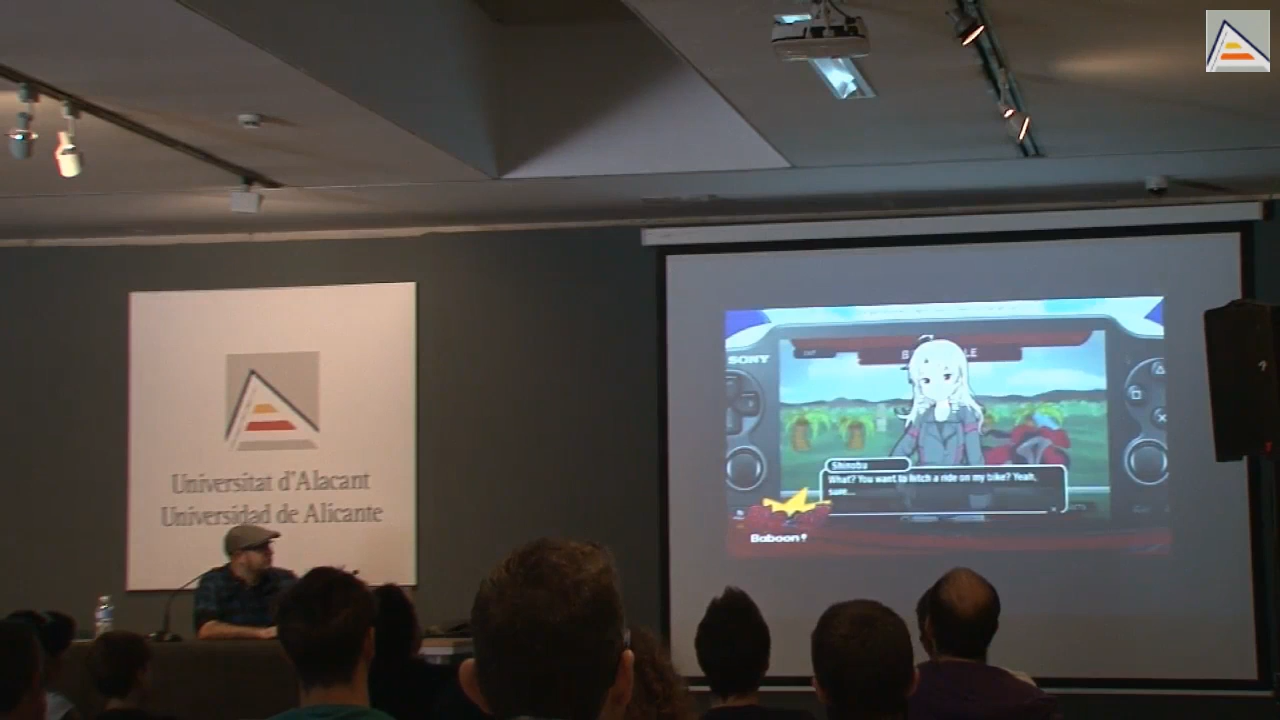 Universitat d'Alacant
Universidad de Alicante
SONY
Shinobu
What? You want to hitch a ride on my bike? Yeah,
sure...
Baboon!